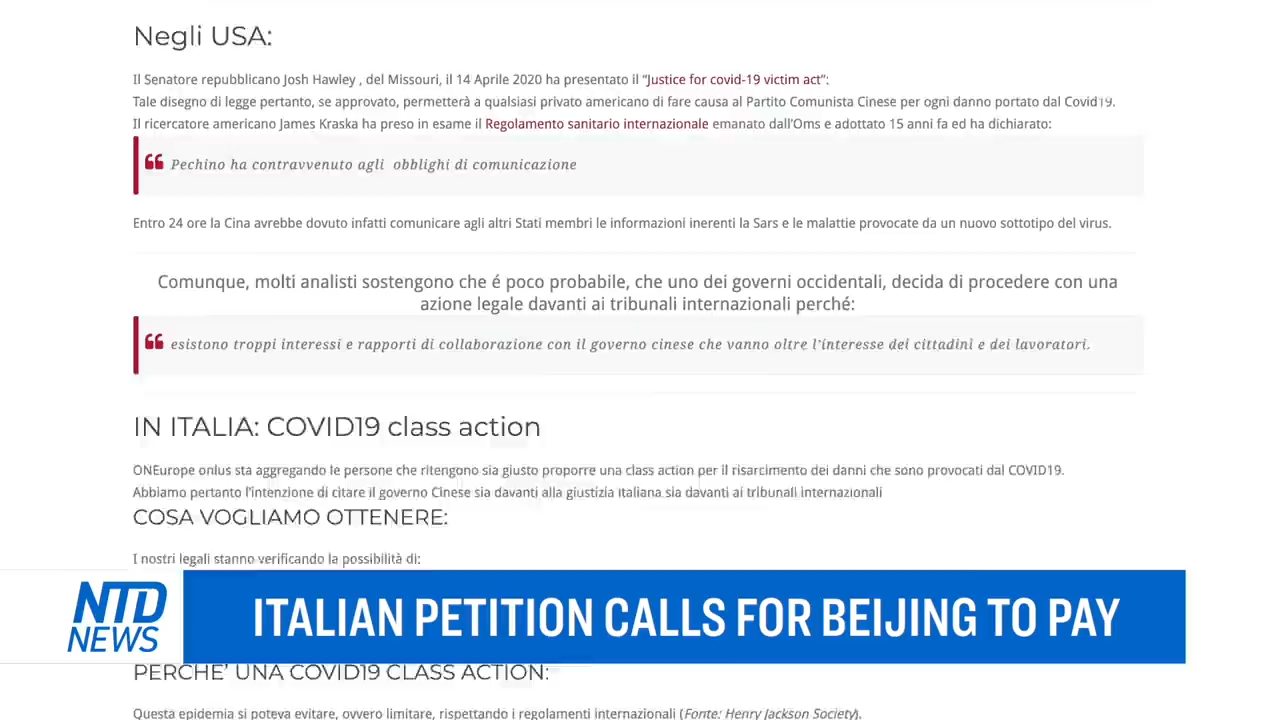 Negli USA:
Il Senatore repubblicano Josh Hawley , del Missouri, il 14 Aprile 2020 ha presentato il “Justice for covid-19 victim act”:
Tale disegno di legge pertanto, se approvato, permetterà a qualsiasi privato americano di fare causa al Partito Comunista Cinese per ogni danno portato dal Covid19.
Il ricercatore americano James Kraska ha preso in esame il Regolamento sanitario internazionale emanato dall’Oms e adottato 15 anni fa ed ha dichiarato:
“ Pechino ha contravvenuto agli obblighi di comunicazione
Entro 24 ore la Cina avrebbe dovuto infatti comunicare agli altri Stati membri le informazioni inerenti la Sars e le malattie provocate da un nuovo sottotipo del virus.
Comunque, molti analisti sostengono che é poco probabile, che uno dei governi occidentali, decida di procedere con una
azione legale davanti ai tribunali internazionali perché:
“ esistono troppi interessi e rapporti di collaborazione con il governo cinese che vanno oltre l’interesse dei cittadini e dei lavoratori.
IN ITALIA: COVID19 class action
ONEurope onlus sta aggregando le persone che ritengono sia giusto proporre una class action per il risarcimento dei danni che sono provocati dal COVID19.
Abbiamo pertanto l’intenzione di citare il governo Cinese sia davanti alla giustizia italiana sia davanti ai tribunali internazionali
COSA VOGLIAMO OTTENERE:
I nostri legali stanno verificando la possibilità di:
NTD
NEWS
ITALIAN PETITION CALLS FOR BEIJING TO PAY
PERCHE’ UNA COVID19 CLASS ACTION:
Questa epidemia si poteva evitare, ovvero limitare, rispettando i regolamenti internazionali (Fonte: Henry Jackson Society).